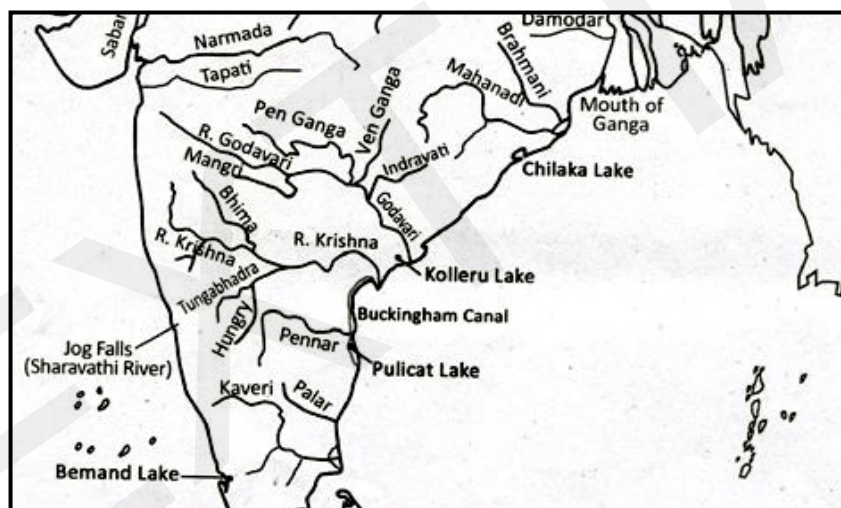 Sabar
Narmada
Tapati
Damodar
Brahmani
Mahanadi
Mouth of
Ganga
Pen Ganga
Ven Ganga
R. Godavari
Mangri
Indravati
Chilaka Lake
Bhima
Godavari
R. Krishna
R. Krishna
Kolleru Lake
Tungabhadra
Hungry
Buckingham Canal
Jog Falls
(Sharavathi River)
Pennar
Pulicat Lake
Kaveri
Palar
Bemand Lake